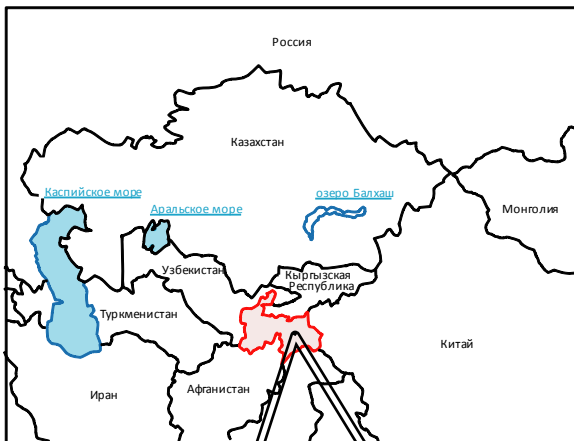 Россия
Казахстан
Каспийское море
Аральское море
озеро Балхаш
Монголия
Узбекистан
Кыргызская
Республика
Туркменистан
Китай
Иран
Афганистан